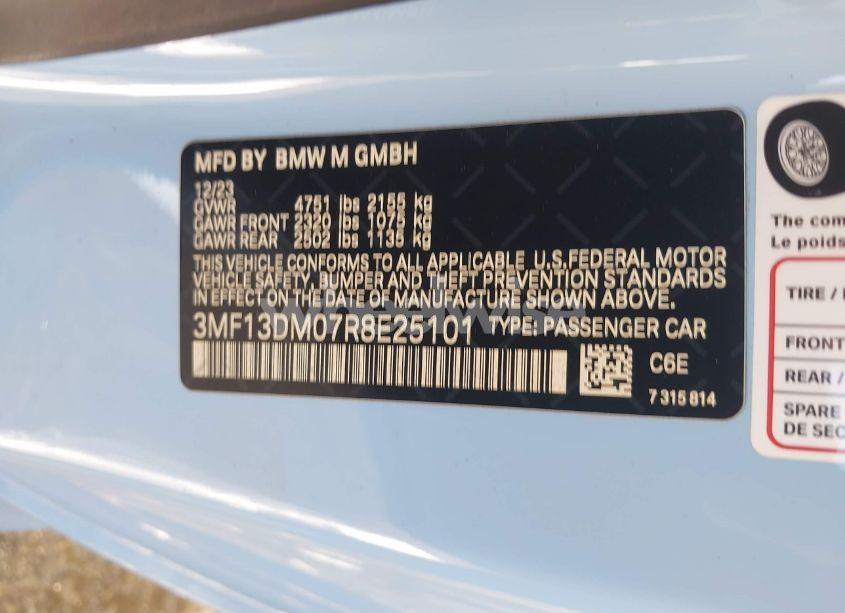 MFD BY BMW M GMBH
12/23
GVWR 4751 lbs 2155 kg
GAWR FRONT 2320 lbs 1075 kg
GAWR REAR 2502 lbs 1135 kg
THIS VEHICLE CONFORMS TO ALL APPLICABLE U.S.FEDERAL MOTOR
VEHICLE SAFETY, BUMPER AND THEFT PREVENTION STANDARDS
IN EFFECT ON THE DATE OF MANUFACTURE SHOWN ABOVE.
3MF13DM07R8E25101 TYPE: PASSENGER CAR
C6E
7 315 814
The com
Le poids
TIRE /
FRONT
REAR /
SPARE
DE SEC